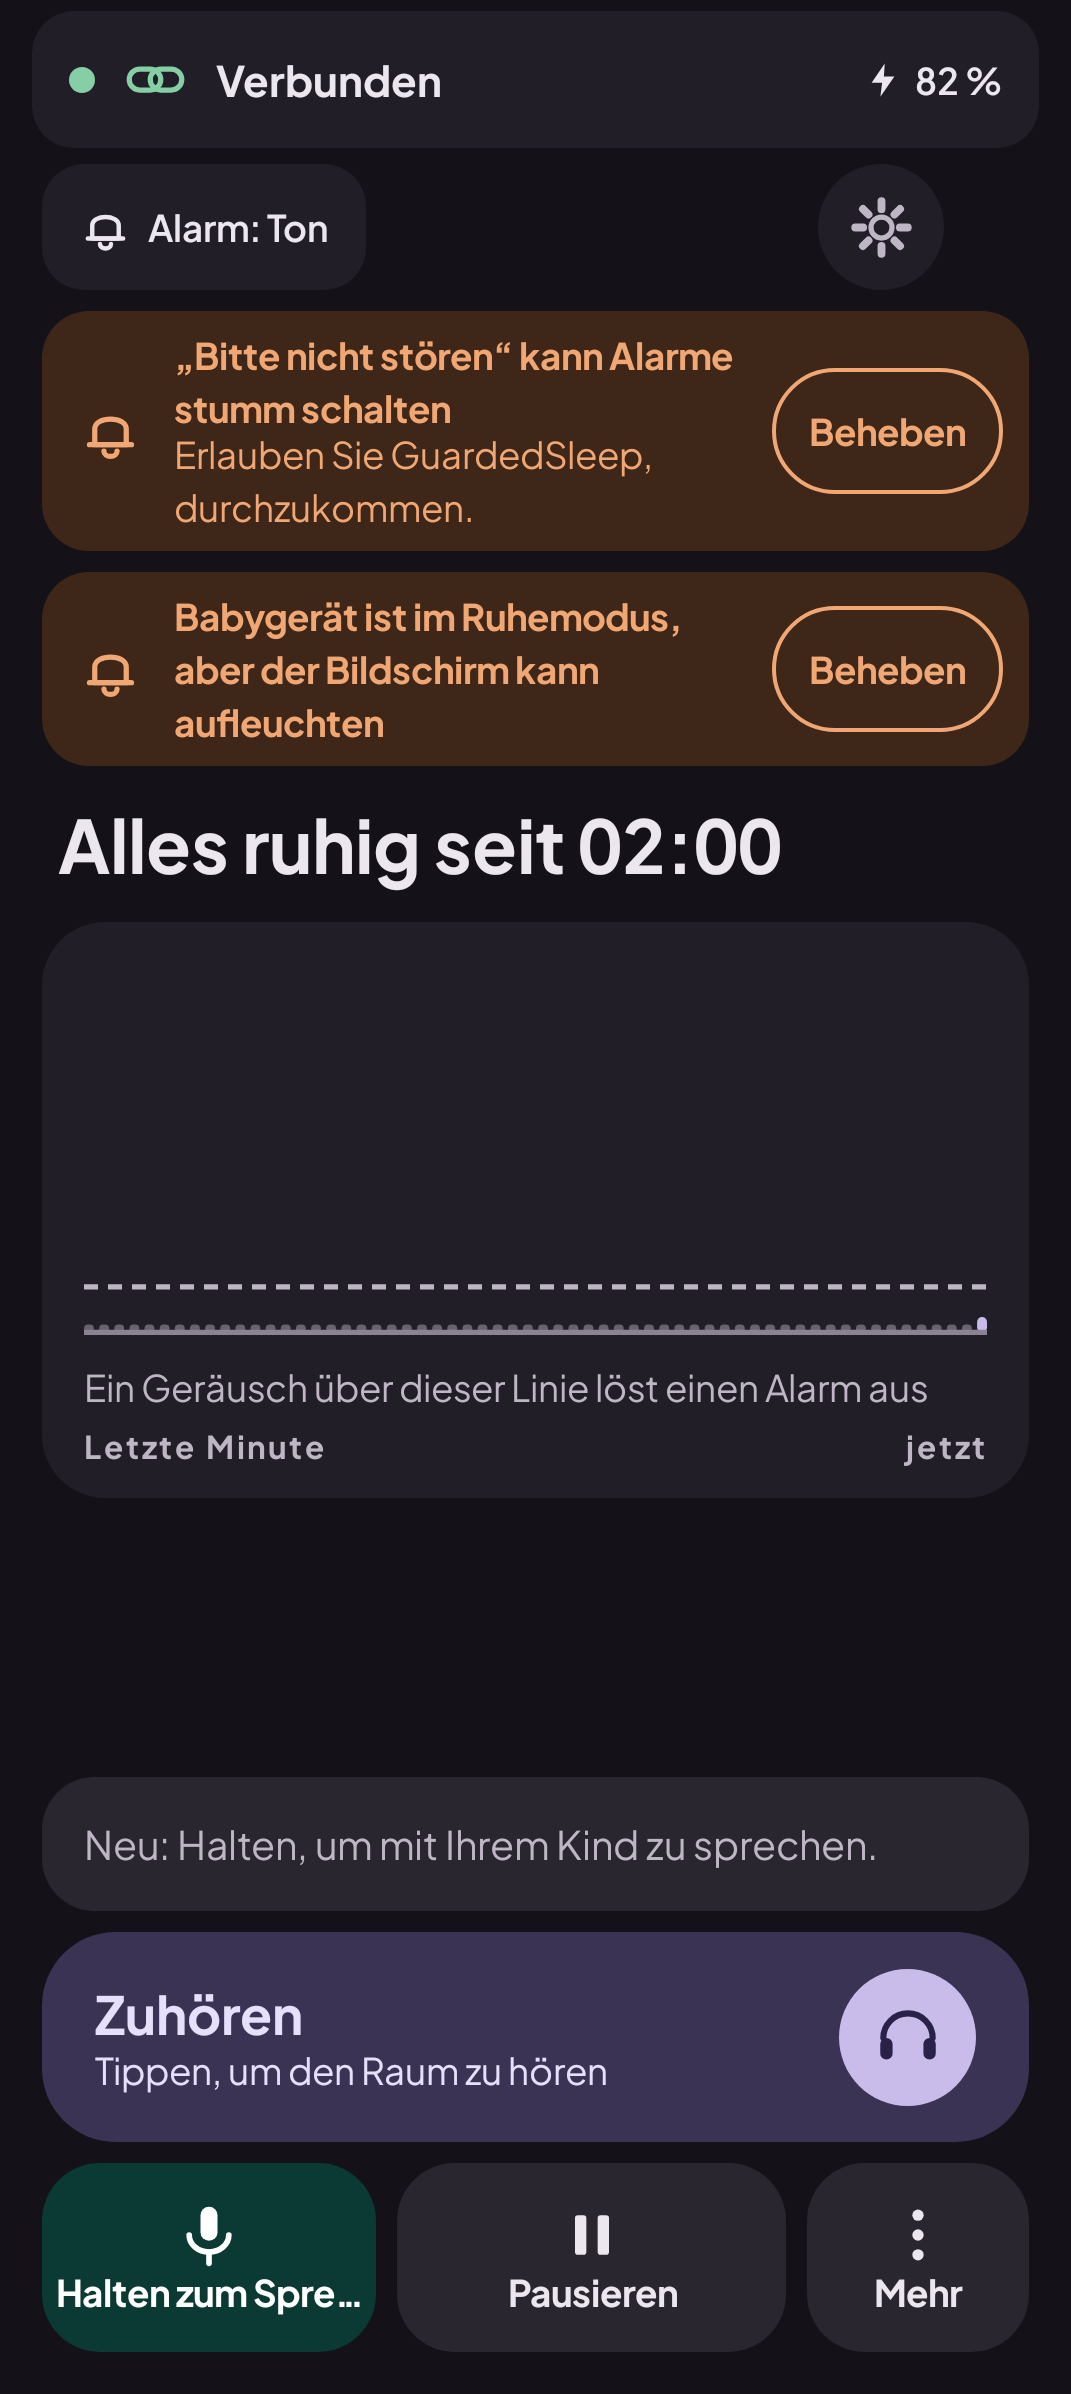 Verbunden
82 %
Alarm: Ton
„Bitte nicht stören“ kann Alarme
stumm schalten
Erlauben Sie GuardedSleep,
durchzukommen.
Beheben
Babygerät ist im Ruhemodus,
aber der Bildschirm kann
aufleuchten
Beheben
Alles ruhig seit 02:00
Ein Geräusch über dieser Linie löst einen Alarm aus
Letzte Minute
jetzt
Neu: Halten, um mit Ihrem Kind zu sprechen.
Zuhören
Tippen, um den Raum zu hören
Halten zum Spre...
Pausieren
Mehr